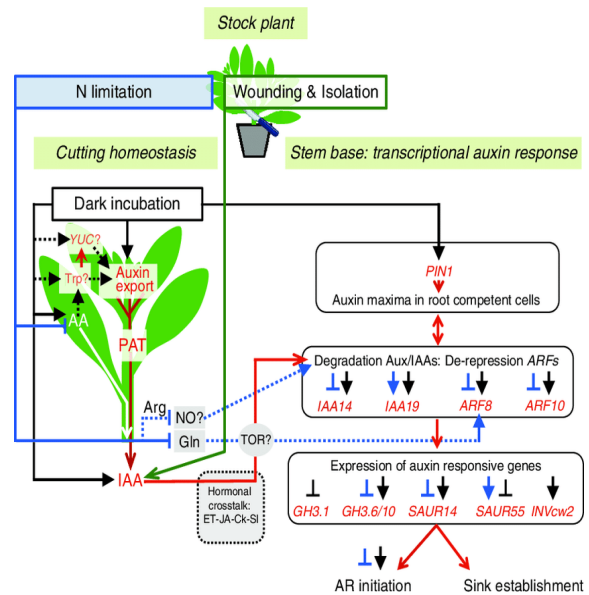 Stock plant
N limitation
Wounding & Isolation
Cutting homeostasis
Stem base: transcriptional auxin response
Dark incubation
YUC?
Trp?
Auxin
export
AA
PAT
PIN1
Auxin maxima in root competent cells
Degradation Aux/IAAs: De-repression ARFs
IAA14 IAA19 ARF8 ARF10
Arg
NO?
Gln
TOR?
IAA
Hormonal
crosstalk:
ET-JA-Ck-Sl
Expression of auxin responsive genes
GH3.1 GH3.6/10 SAUR14 SAUR55 INVcw2
AR initiation
Sink establishment